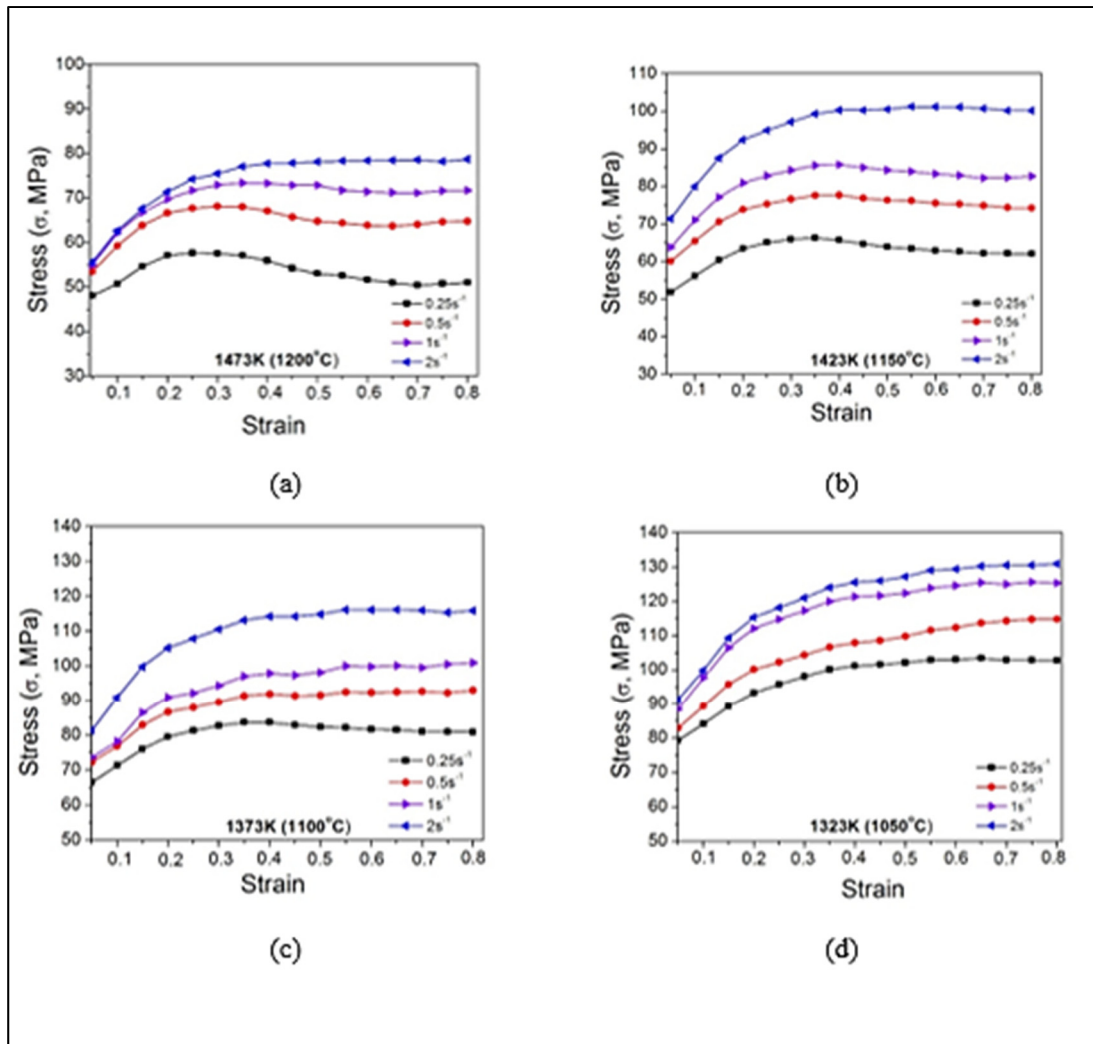 100
90
80
70
60
50
40
30
Stress (σ, MPa)
0.25s⁻¹
0.5s⁻¹
1s⁻¹
2s⁻¹
1473K (1200°C)
0.1 0.2 0.3 0.4 0.5 0.6 0.7 0.8
Strain
(a)
110
100
90
80
70
60
50
40
30
Stress (σ, MPa)
0.25s⁻¹
0.5s⁻¹
1s⁻¹
2s⁻¹
1423K (1150°C)
0.1 0.2 0.3 0.4 0.5 0.6 0.7 0.8
Strain
(b)
140
130
120
110
100
90
80
70
60
50
Stress (σ, MPa)
0.25s⁻¹
0.5s⁻¹
1s⁻¹
2s⁻¹
1373K (1100°C)
0.1 0.2 0.3 0.4 0.5 0.6 0.7 0.8
Strain
(c)
140
130
120
110
100
90
80
70
60
50
Stress (σ, MPa)
0.25s⁻¹
0.5s⁻¹
1s⁻¹
2s⁻¹
1323K (1050°C)
0.1 0.2 0.3 0.4 0.5 0.6 0.7 0.8
Strain
(d)